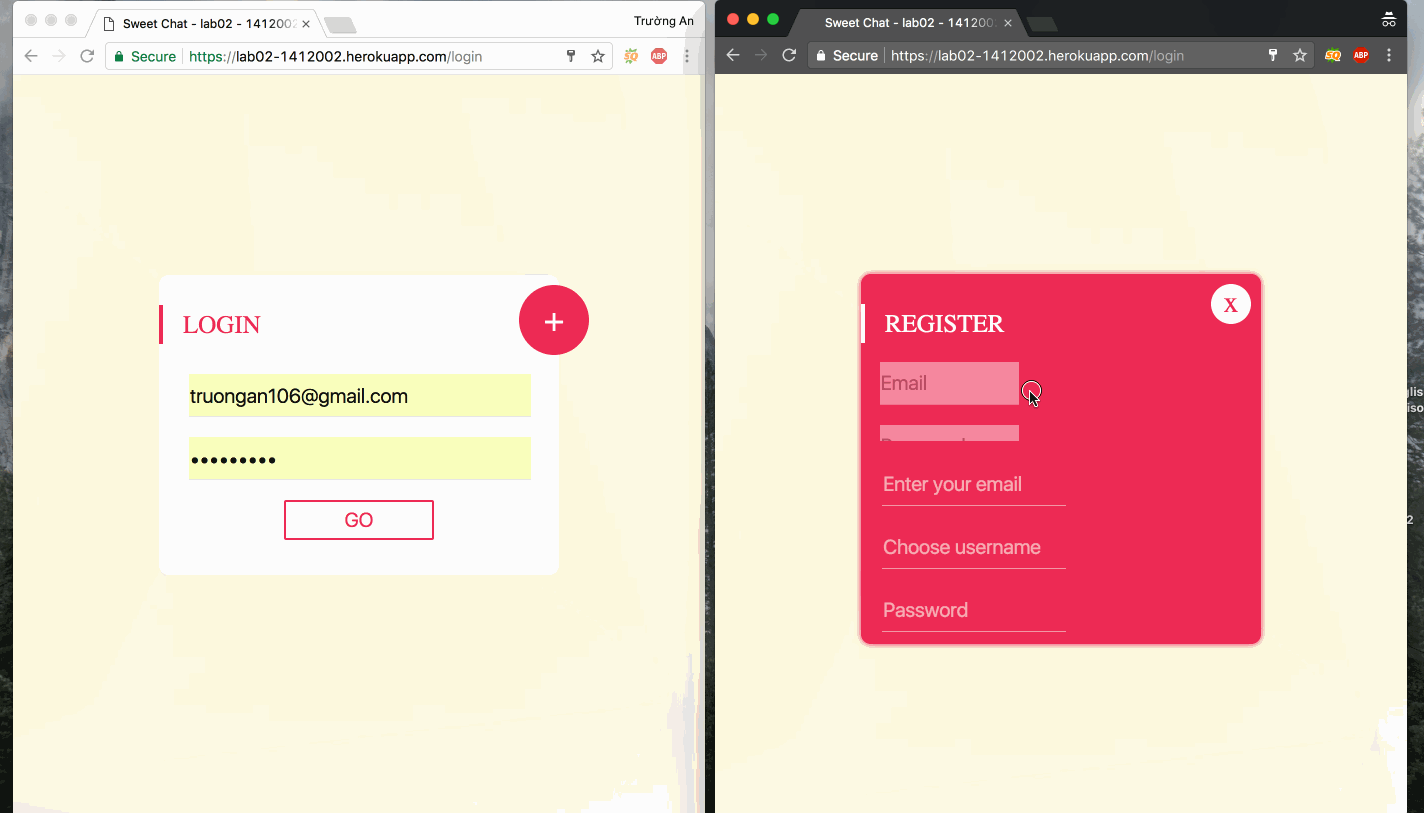 Sweet Chat - lab02 - 1412002
Trường An
Secure
https://lab02-1412002.herokuapp.com/login
ABP
LOGIN
+
truongan106@gmail.com
•••••••••
GO
Sweet Chat - lab02 - 141200
Secure
https://lab02-1412002.herokuapp.com/login
ABP
REGISTER
X
Email
Enter your email
Choose username
Password
2